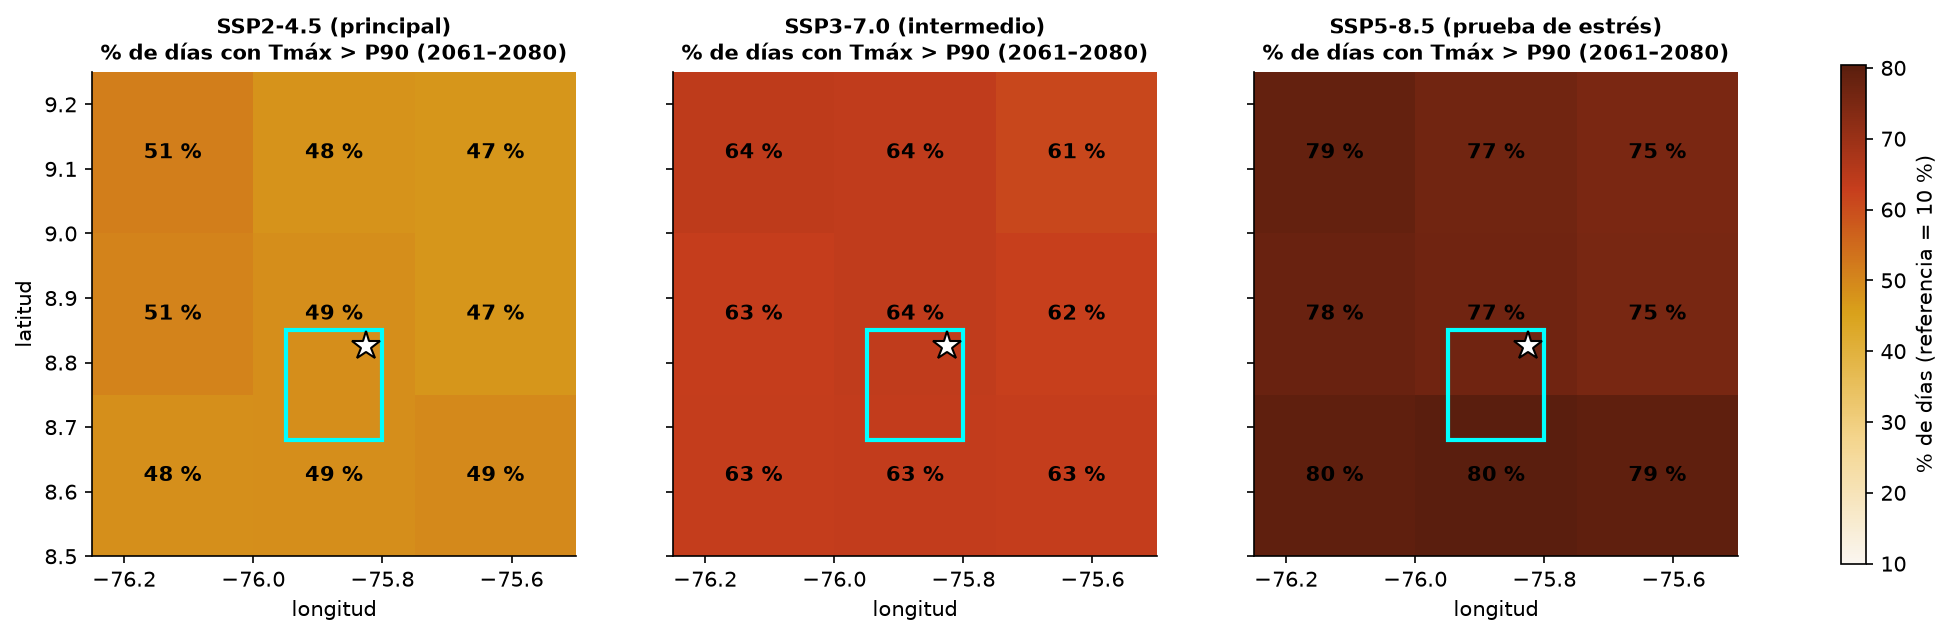 SSP2-4.5 (principal)
% de días con Tmáx > P90 (2061–2080)
SSP3-7.0 (intermedio)
% de días con Tmáx > P90 (2061–2080)
SSP5-8.5 (prueba de estrés)
% de días con Tmáx > P90 (2061–2080)
latitud
9.2
9.1
9.0
8.9
8.8
8.7
8.6
8.5
51 % 48 % 47 %
51 % 49 % 47 %
48 % 49 % 49 %
−76.2 −76.0 −75.8 −75.6
longitud
64 % 64 % 61 %
63 % 64 % 62 %
63 % 63 % 63 %
−76.2 −76.0 −75.8 −75.6
longitud
79 % 77 % 75 %
78 % 77 % 75 %
80 % 80 % 79 %
−76.2 −76.0 −75.8 −75.6
longitud
80
70
60
50
40
30
20
10
% de días (referencia = 10 %)